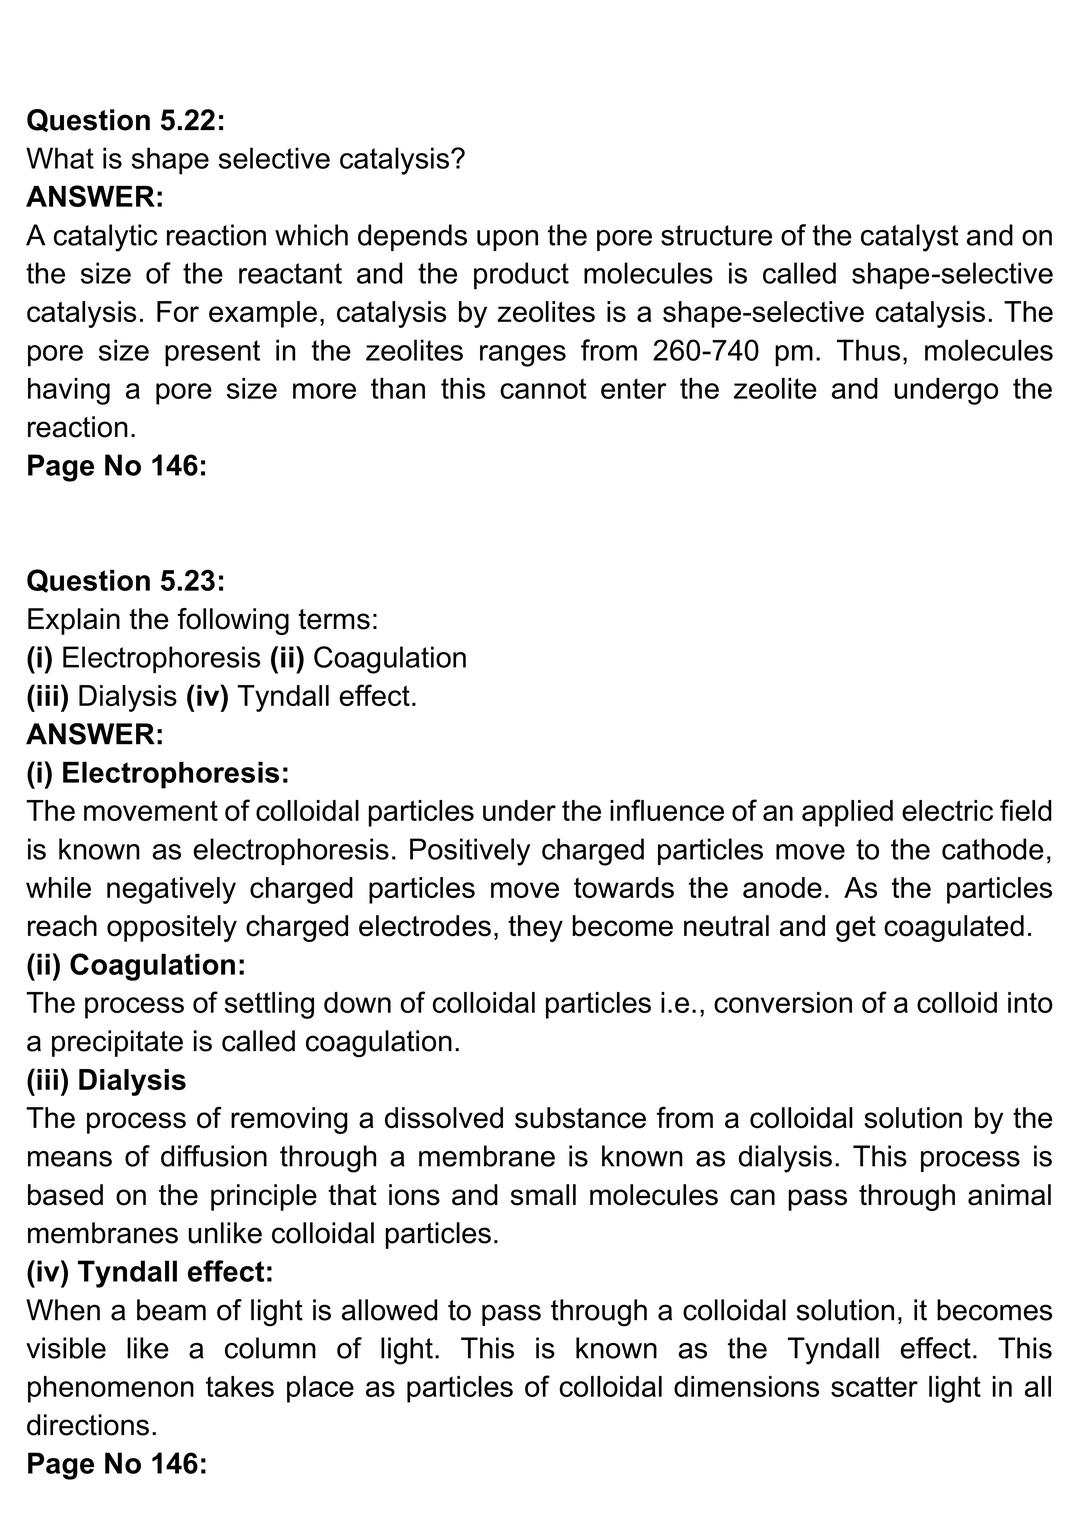 Question 5.22:
What is shape selective catalysis?
ANSWER:
A catalytic reaction which depends upon the pore structure of the catalyst and on
the size of the reactant and the product molecules is called shape-selective
catalysis. For example, catalysis by zeolites is a shape-selective catalysis. The
pore size present in the zeolites ranges from 260-740 pm. Thus, molecules
having a pore size more than this cannot enter the zeolite and undergo the
reaction.
Page No 146:
Question 5.23:
Explain the following terms:
(i) Electrophoresis (ii) Coagulation
(iii) Dialysis (iv) Tyndall effect.
ANSWER:
(i) Electrophoresis:
The movement of colloidal particles under the influence of an applied electric field
is known as electrophoresis. Positively charged particles move to the cathode,
while negatively charged particles move towards the anode. As the particles
reach oppositely charged electrodes, they become neutral and get coagulated.
(ii) Coagulation:
The process of settling down of colloidal particles i.e., conversion of a colloid into
a precipitate is called coagulation.
(iii) Dialysis
The process of removing a dissolved substance from a colloidal solution by the
means of diffusion through a membrane is known as dialysis. This process is
based on the principle that ions and small molecules can pass through animal
membranes unlike colloidal particles.
(iv) Tyndall effect:
When a beam of light is allowed to pass through a colloidal solution, it becomes
visible like a column of light. This is known as the Tyndall effect. This
phenomenon takes place as particles of colloidal dimensions scatter light in all
directions.
Page No 146: